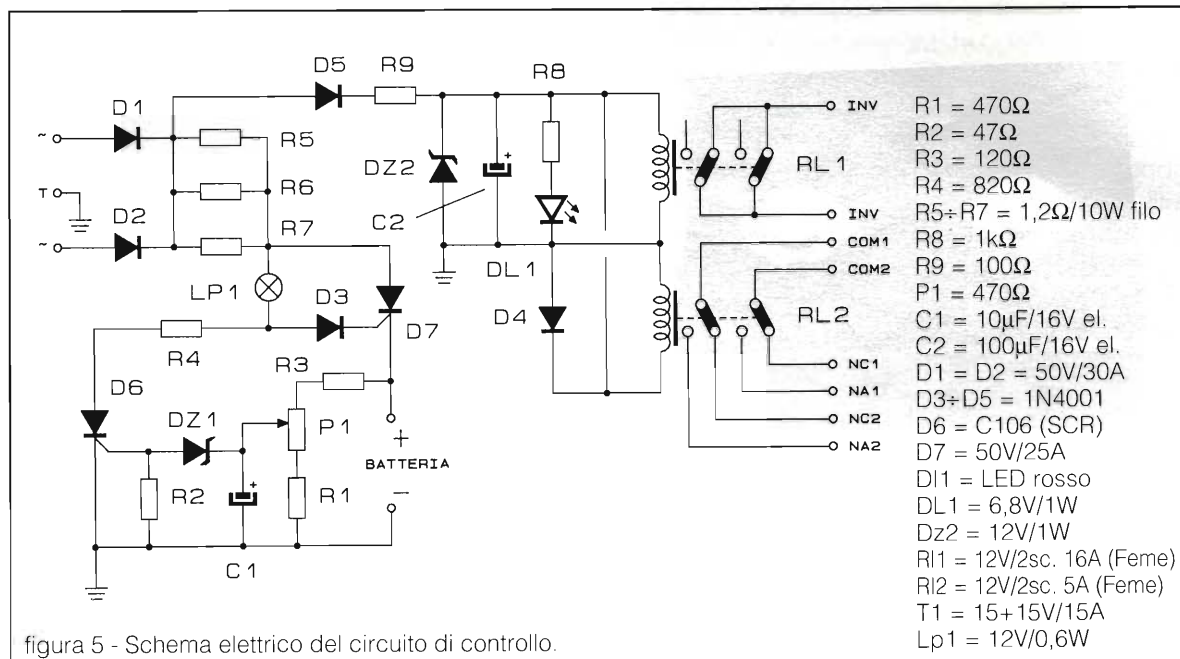 D5
R9
R8
D1
R5
~
R6
DZ2
+
T
C2
D2
R7
~
LP1
DL1
D3
D7
D4
R4
R3
D6
DZ1
P1
+
BATTERIA
-
R2
+
R1
C1
INV
RL1
INV
COM1
COM2
RL2
NC1
NA1
NC2
NA2
R1 = 470Ω
R2 = 47Ω
R3 = 120Ω
R4 = 820Ω
R5÷R7 = 1,2Ω/10W filo
R8 = 1kΩ
R9 = 100Ω
P1 = 470Ω
C1 = 10µF/16V el.
C2 = 100µF/16V el.
D1 = D2 = 50V/30A
D3÷D5 = 1N4001
D6 = C106 (SCR)
D7 = 50V/25A
Dl1 = LED rosso
DL1 = 6,8V/1W
Dz2 = 12V/1W
Rl1 = 12V/2sc. 16A (Feme)
Rl2 = 12V/2sc. 5A (Feme)
T1 = 15+15V/15A
Lp1 = 12V/0,6W
figura 5 - Schema elettrico del circuito di controllo.